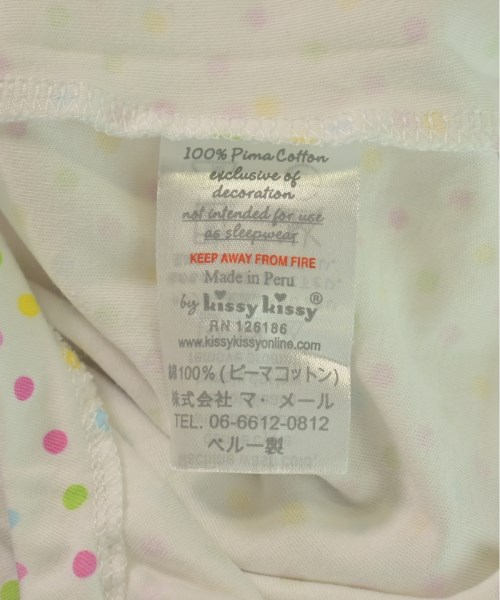 100% Pima Cotton
exclusive of
decoration
not intended for use
as sleepwear
KEEP AWAY FROM FIRE
Made in Peru
by kissy kissy®
RN 126186
www.kissykissyonline.com
綿100%(ピーマコットン)
株式会社 マ・メール
TEL. 06-6612-0812
ペルー製